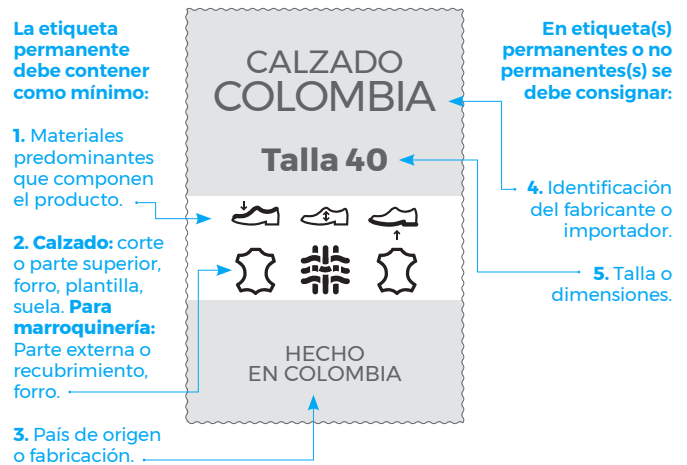 La etiqueta
permanente
debe contener
como mínimo:
1. Materiales
predominantes
que componen
el producto.
2. Calzado: corte
o parte superior,
forro, plantilla,
suela. Para
marroquinería:
Parte externa o
recubrimiento,
forro.
3. País de origen
o fabricación.
CALZADO
COLOMBIA
Talla 40
HECHO
EN COLOMBIA
En etiqueta(s)
permanentes o no
permanentes(s) se
debe consignar:
4. Identificación
del fabricante o
importador.
5. Talla o
dimensiones.